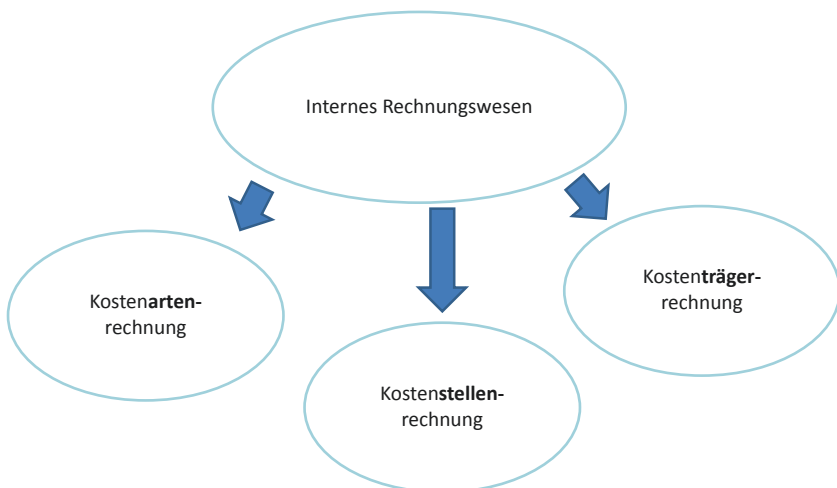 Internes Rechnungswesen
Kostenarten-
rechnung
Kostenstellen-
rechnung
Kostenträger-
rechnung